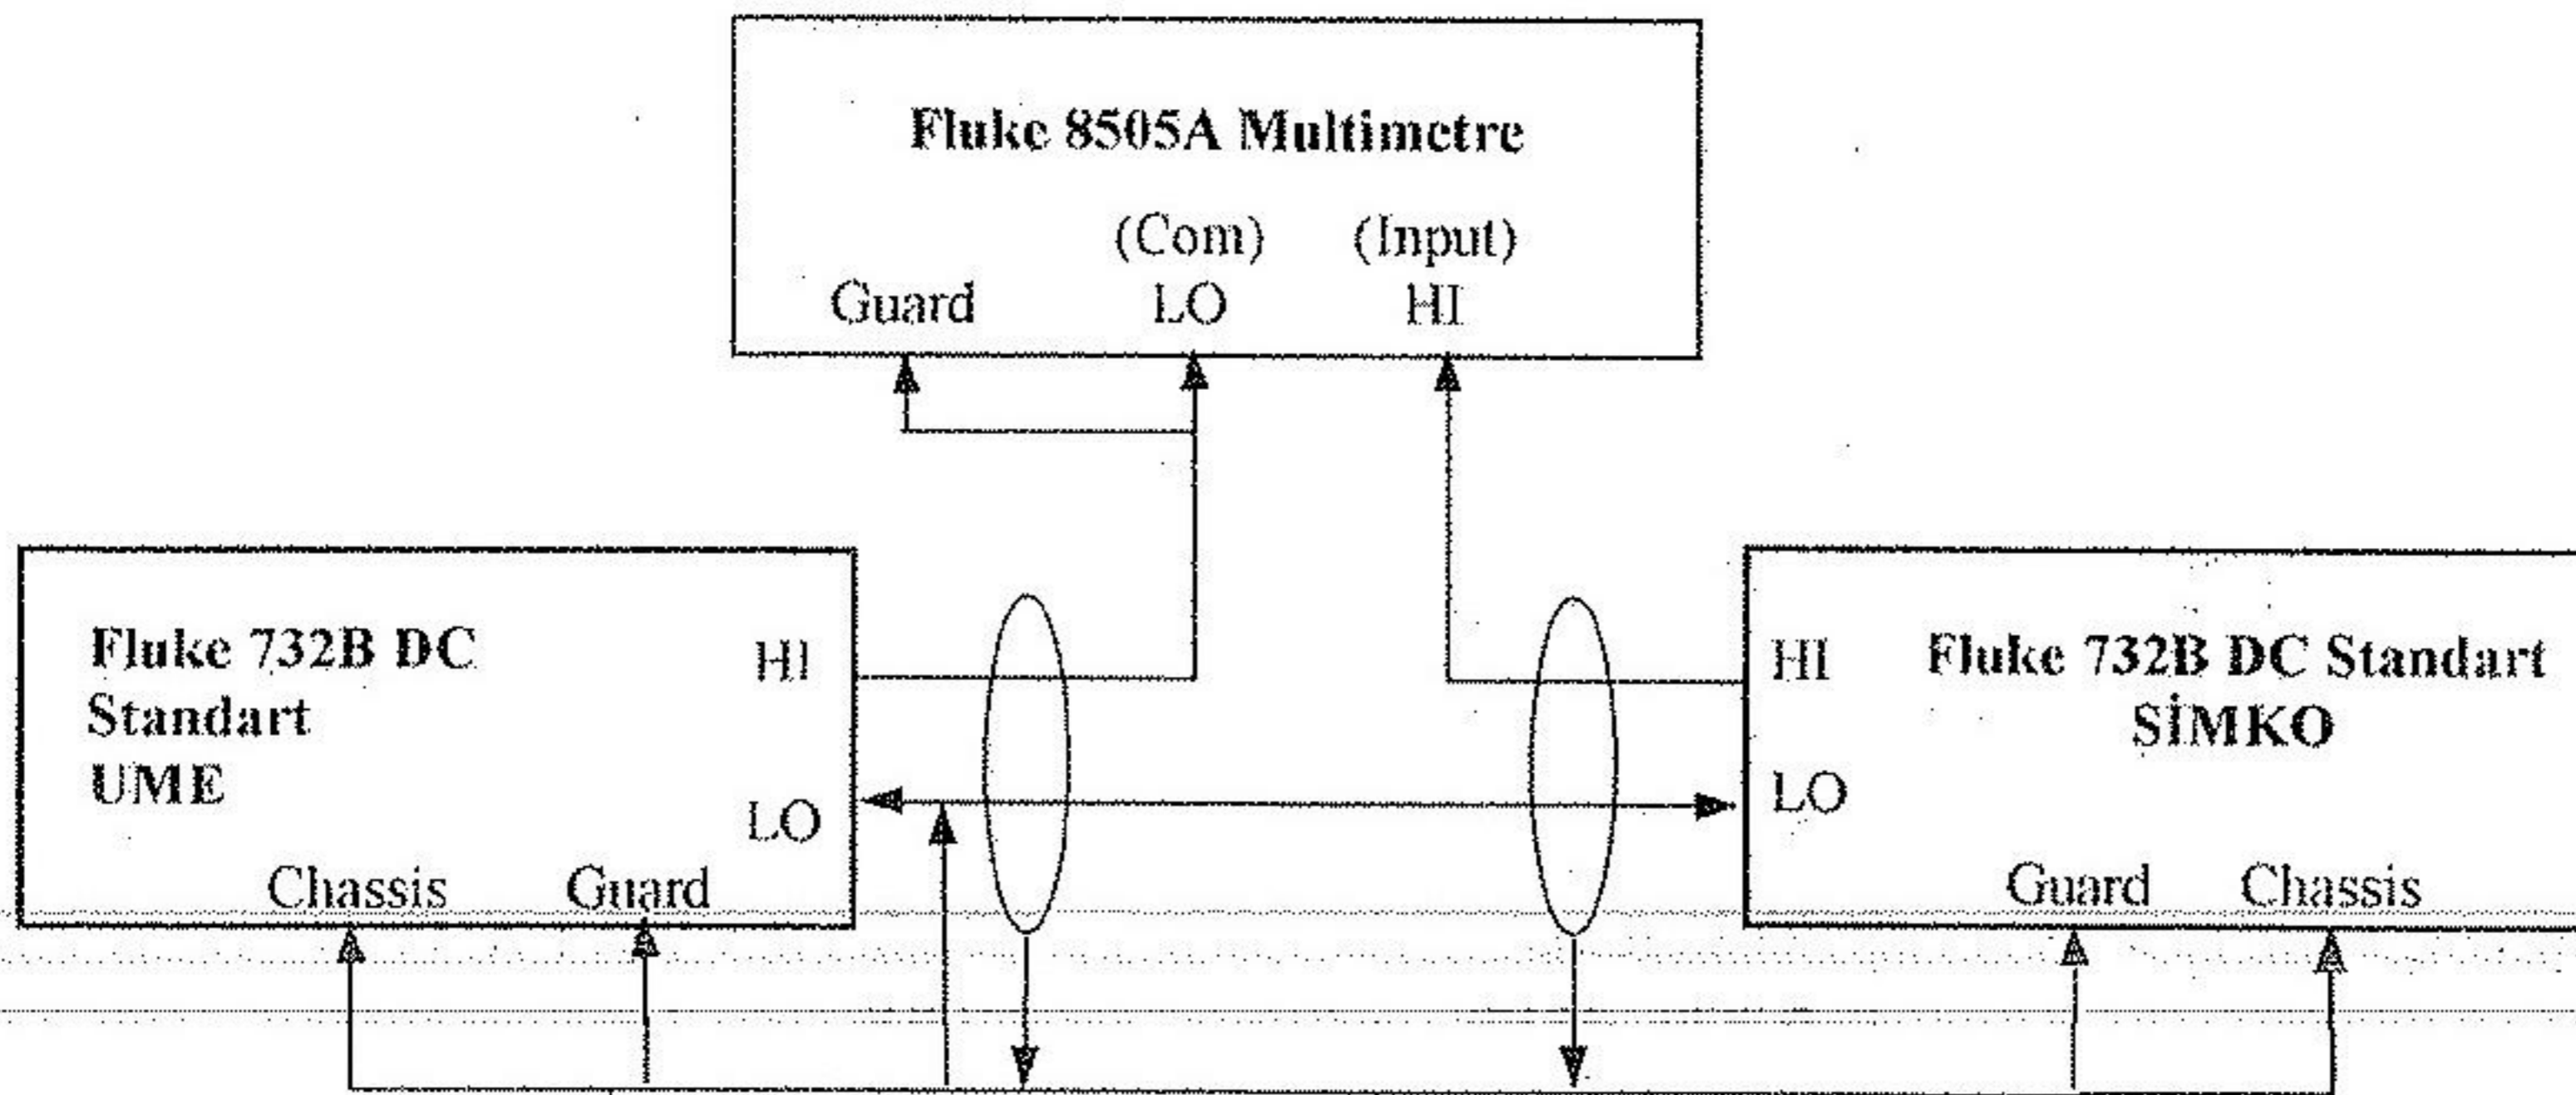 Fluke 8505A Multimetre
(Com) (Input)
Guard LO HI
Fluke 732B DC
Standart
UME
HI
LO
Chassis Guard
HI
LO
Fluke 732B DC Standart
SİMKO
Guard Chassis